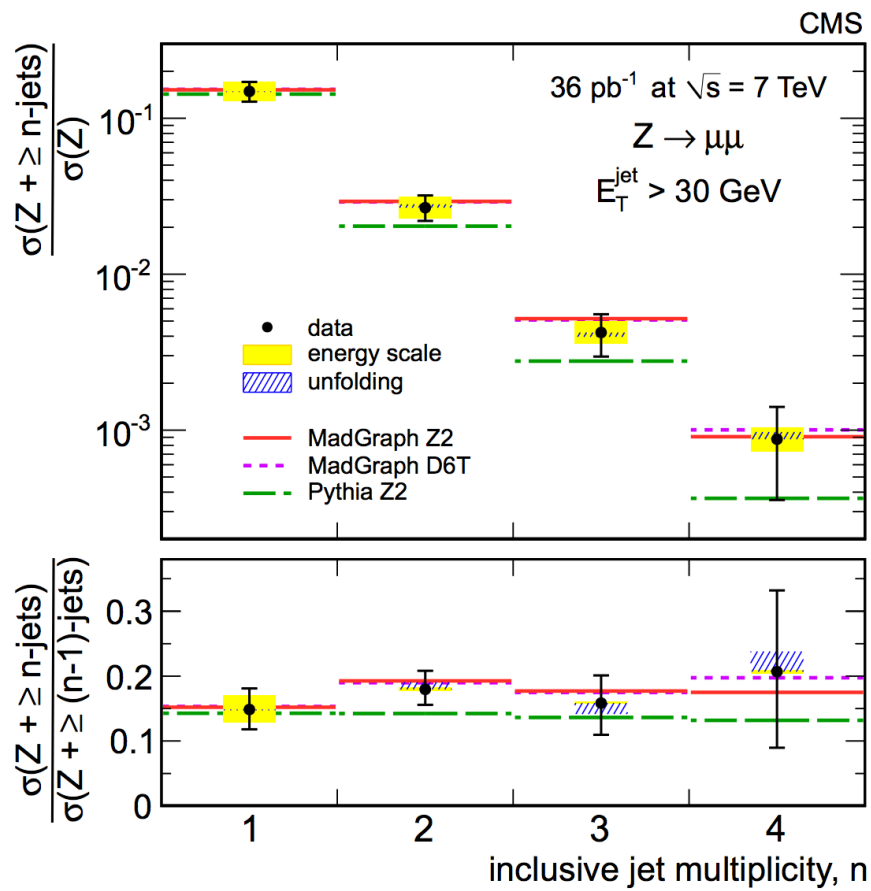 CMS
σ(Z + ≥ n-jets)
σ(Z)
36 pb⁻¹ at √s = 7 TeV
Z → μμ
E_T^jet > 30 GeV
10⁻¹
10⁻²
10⁻³
data
energy scale
unfolding
MadGraph Z2
MadGraph D6T
Pythia Z2
σ(Z + ≥ n-jets)
σ(Z + ≥ (n-1)-jets)
0.3
0.2
0.1
0
1 2 3 4
inclusive jet multiplicity, n